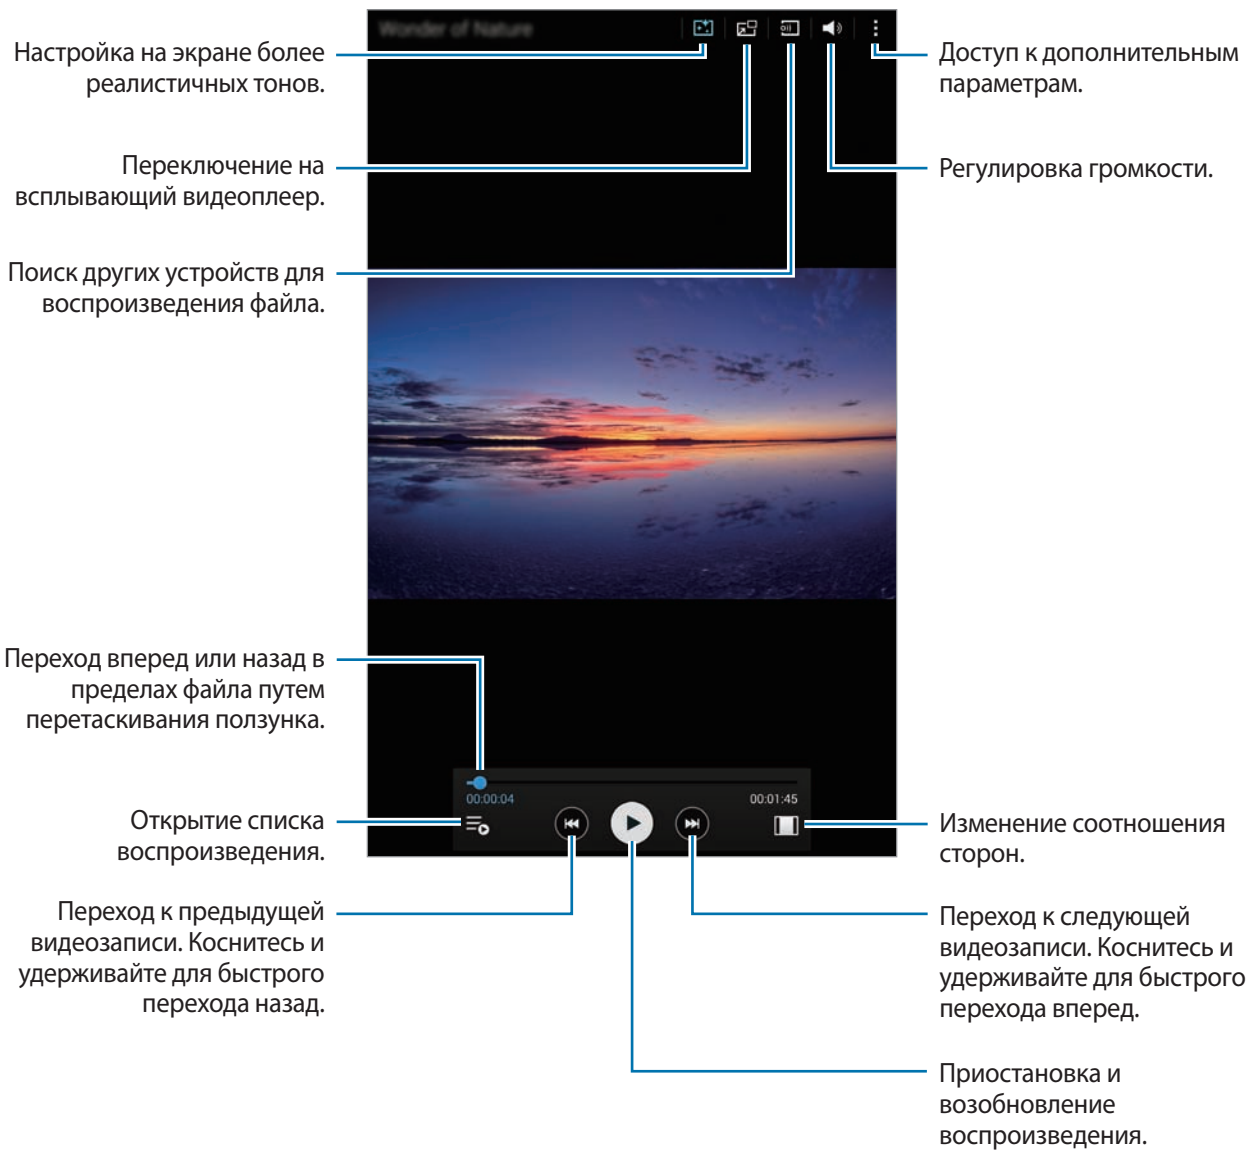 Wonder of Nature
Настройка на экране более
реалистичных тонов.
Переключение на
всплывающий видеоплеер.
Поиск других устройств для
воспроизведения файла.
Переход вперед или назад в
пределах файла путем
перетаскивания ползунка.
Открытие списка
воспроизведения.
Переход к предыдущей
видеозаписи. Коснитесь и
удерживайте для быстрого
перехода назад.
00:00:04
00:01:45
Доступ к дополнительным
параметрам.
Регулировка громкости.
Изменение соотношения
сторон.
Переход к следующей
видеозаписи. Коснитесь и
удерживайте для быстрого
перехода вперед.
Приостановка и
возобновление
воспроизведения.